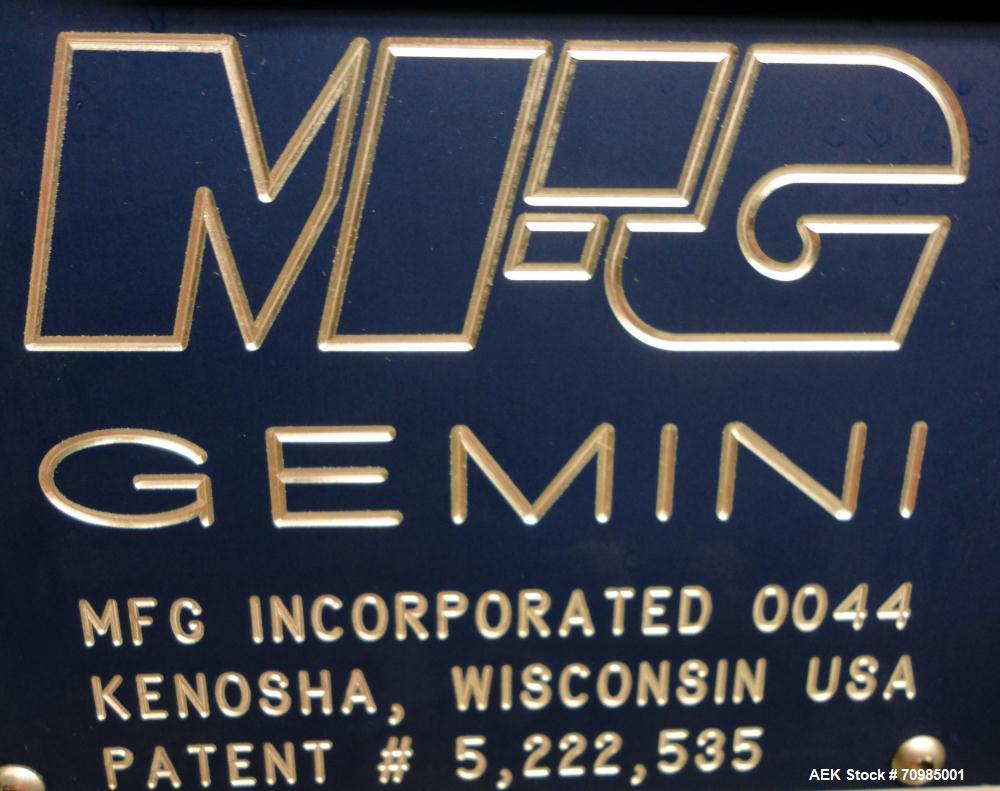 MFG
GEMINI
MFG INCORPORATED 0044
KENOSHA, WISCONSIN USA
PATENT # 5,222,535
AEK Stock # 70985001